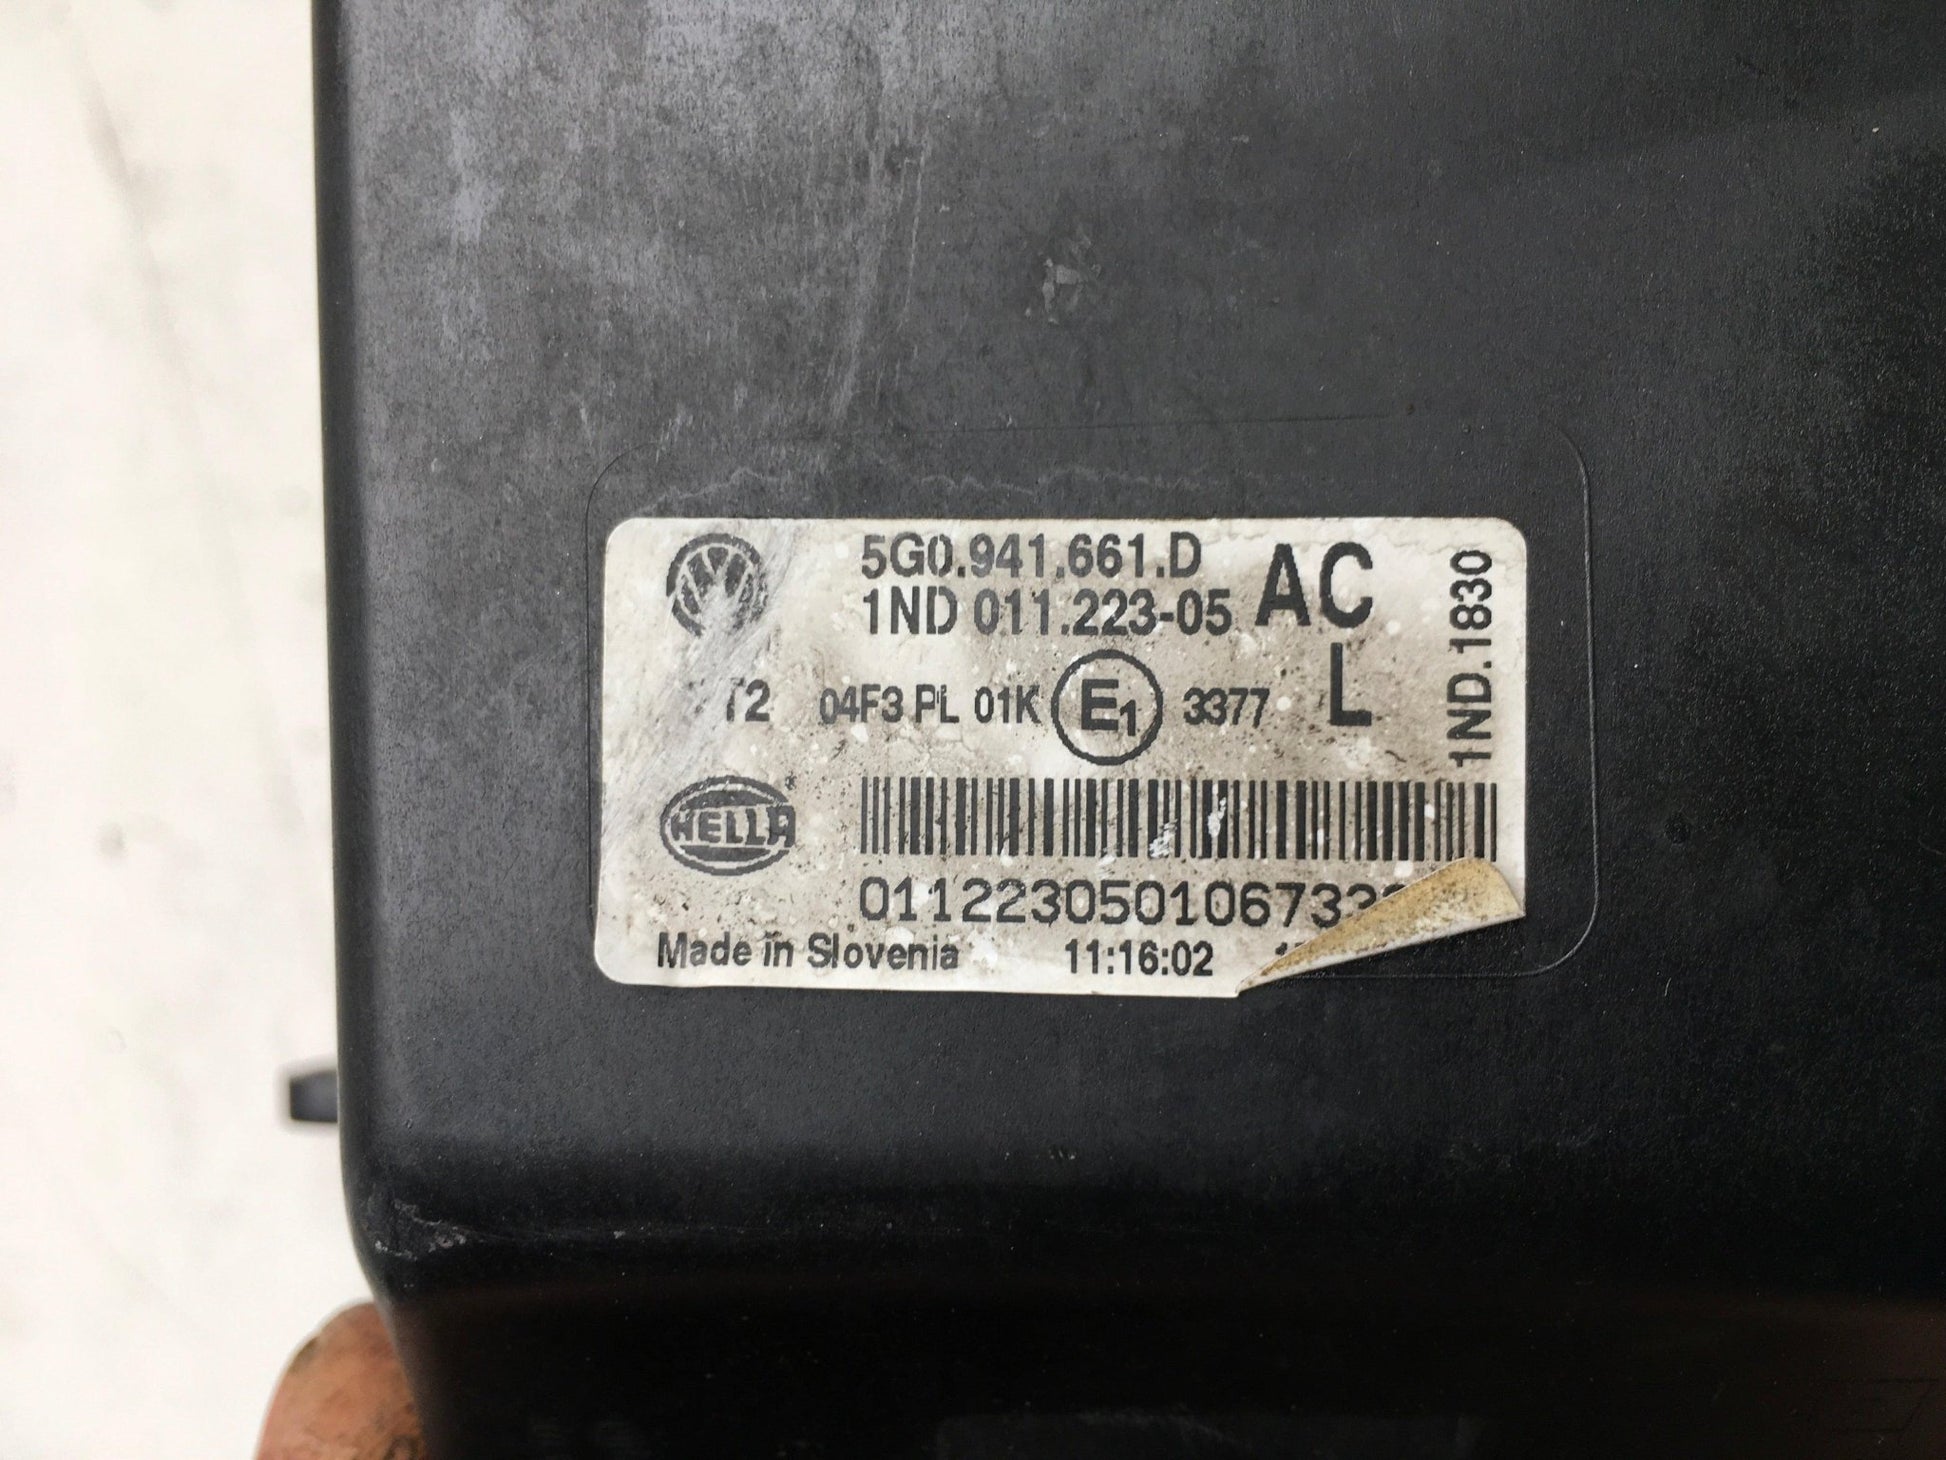 5G0.941.661.D
1ND 011.223-05
AC
1ND.1830
T2 04F3 PL 01K E1 3377 L
HELLA
Made in Slovenia 11:16:02